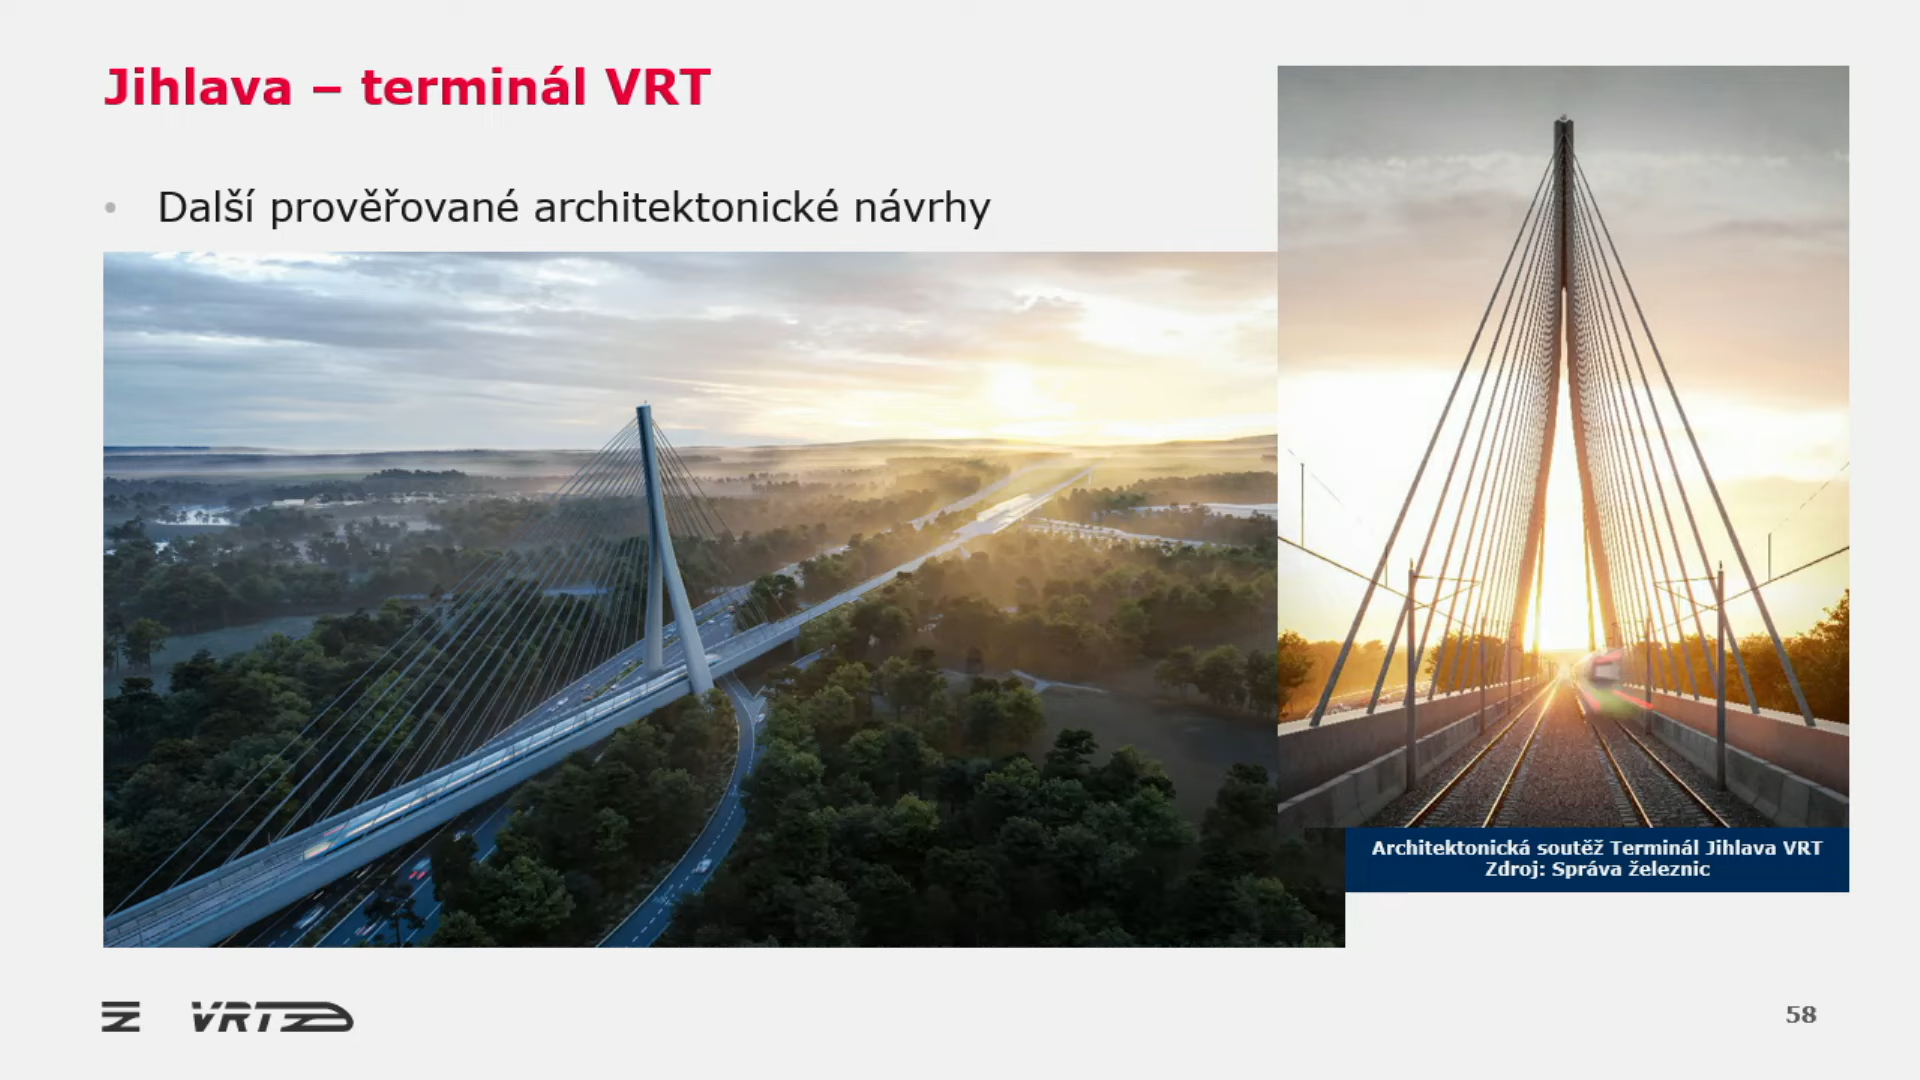 Jihlava – terminál VRT
• Další prověřované architektonické návrhy
Architektonická soutěž Terminál Jihlava VRT
Zdroj: Správa železnic
VRT
58